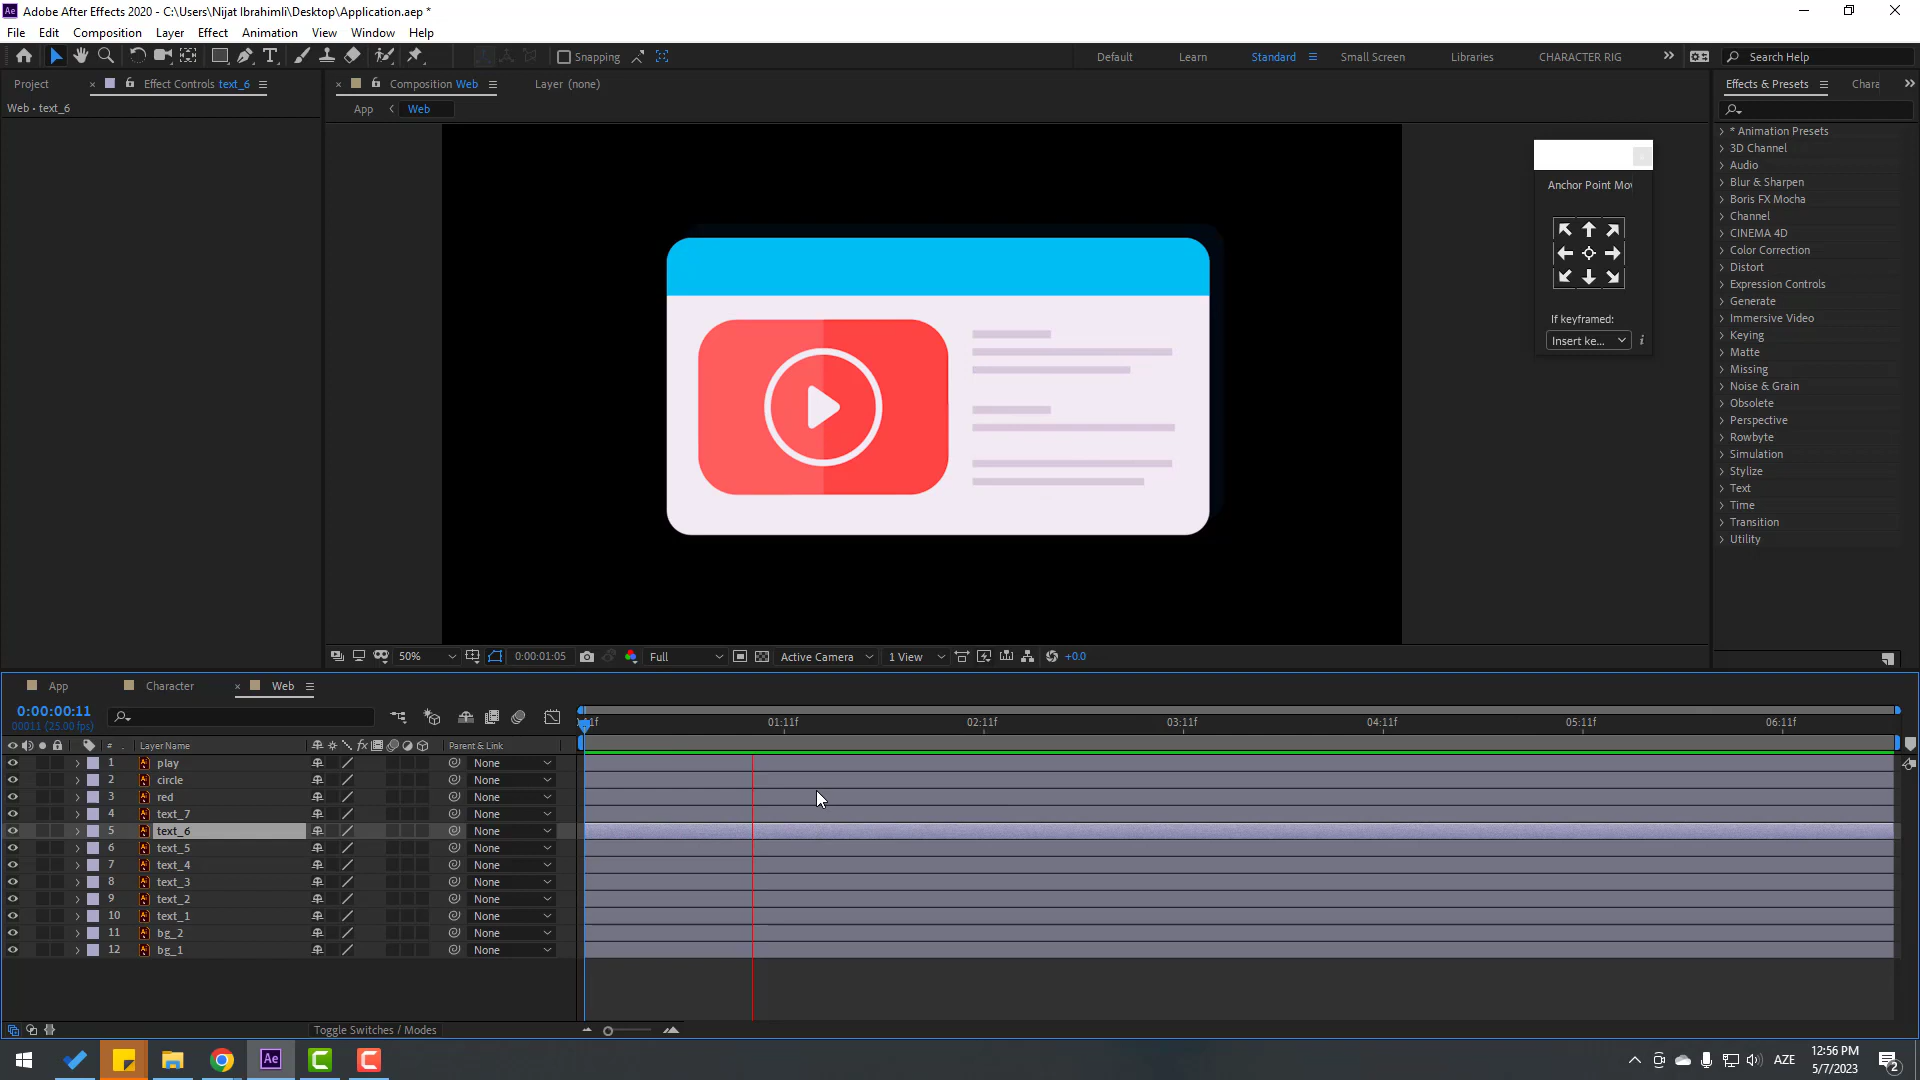 Adobe After Effects 2020 - C:\Users\Nijat Ibrahimli\Desktop\Application.aep *
File Edit Composition Layer Effect Animation View Window Help
Snapping
Default Learn Standard Small Screen Libraries CHARACTER RIG
Search Help
Project
Effect Controls text_6
Composition Web
Layer (none)
Effects & Presets
Chara
Web • text_6
App
Web
Anchor Point Mov
If keyframed:
Insert ke...
* Animation Presets
3D Channel
Audio
Blur & Sharpen
Boris FX Mocha
Channel
CINEMA 4D
Color Correction
Distort
Expression Controls
Generate
Immersive Video
Keying
Matte
Missing
Noise & Grain
Obsolete
Perspective
Rowbyte
Simulation
Stylize
Text
Time
Transition
Utility
50%
0:00:01:05
Full
Active Camera
1 View
+0.0
App
Character
Web
0:00:00:11
00011 (25.00 fps)
01:11f 02:11f 03:11f 04:11f 05:11f 06:11f
# Layer Name Parent & Link
1 play None
2 circle None
3 red None
4 text_7 None
5 text_6 None
6 text_5 None
7 text_4 None
8 text_3 None
9 text_2 None
10 text_1 None
11 bg_2 None
12 bg_1 None
Toggle Switches / Modes
AZE
12:56 PM
5/7/2023
2